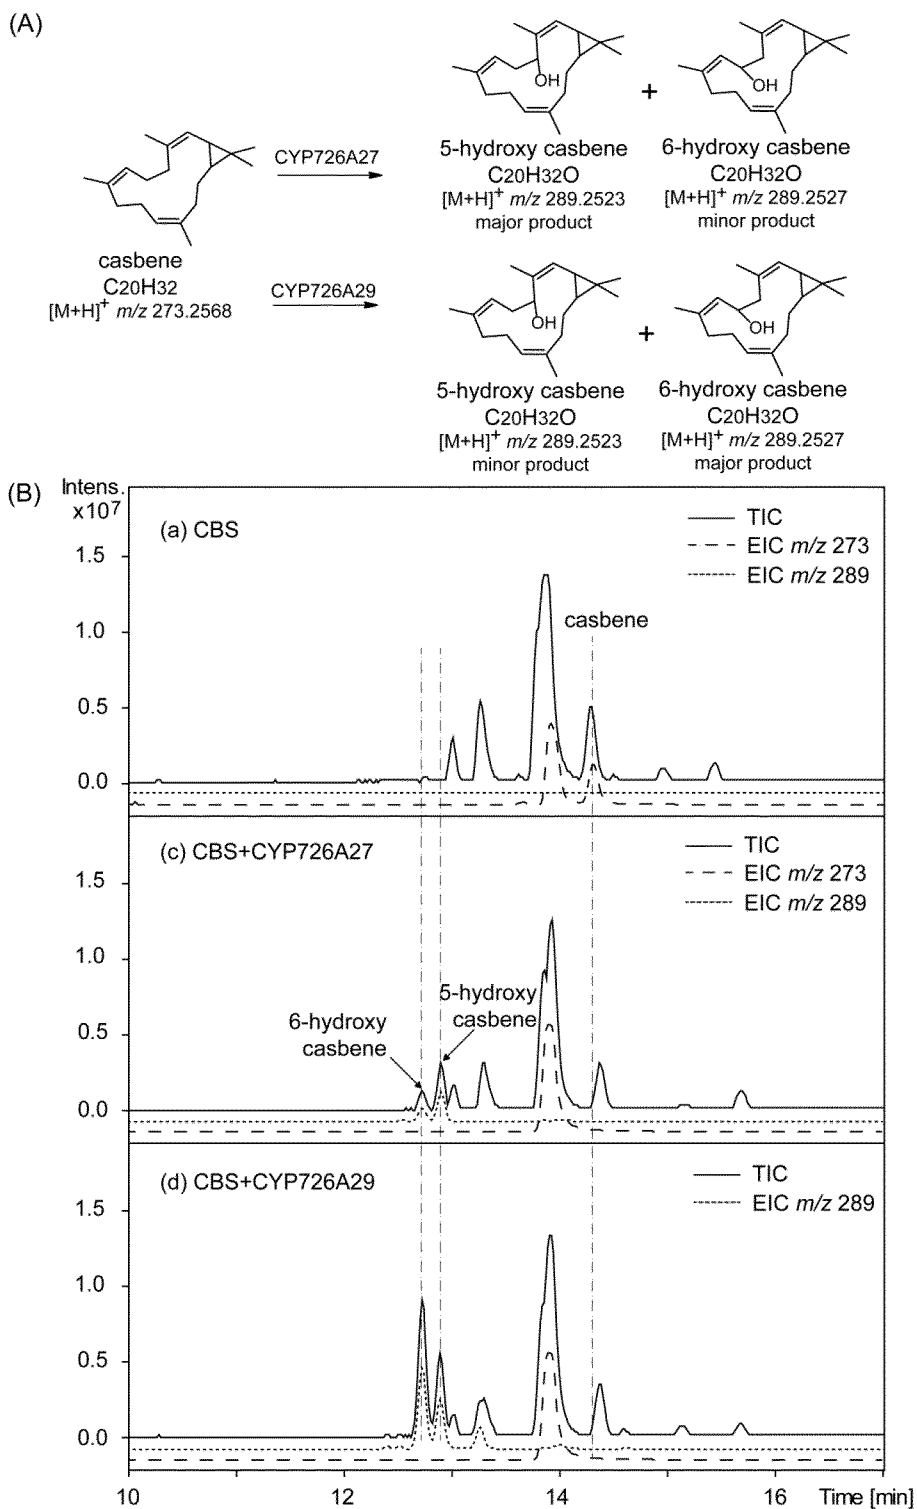 (A)
OH
+
OH
5-hydroxy casbene
6-hydroxy casbene
CYP726A27
C20H32O
C20H32O
[M+H]+ m/z 289.2523
[M+H]+ m/z 289.2527
major product
minor product
casbene
C20H32
[M+H]+ m/z 273.2568
CYP726A29
OH
+
OH
5-hydroxy casbene
6-hydroxy casbene
C20H32O
C20H32O
[M+H]+ m/z 289.2523
[M+H]+ m/z 289.2527
minor product
major product
(B)
Intens.
x10⁷
(a) CBS
TIC
EIC m/z 273
EIC m/z 289
casbene
1.5
1.0
0.5
0.0
(c) CBS+CYP726A27
TIC
EIC m/z 273
EIC m/z 289
6-hydroxy
casbene
5-hydroxy
casbene
1.5
1.0
0.5
0.0
(d) CBS+CYP726A29
TIC
EIC m/z 289
1.5
1.0
0.5
0.0
10
12
14
16
Time [min]